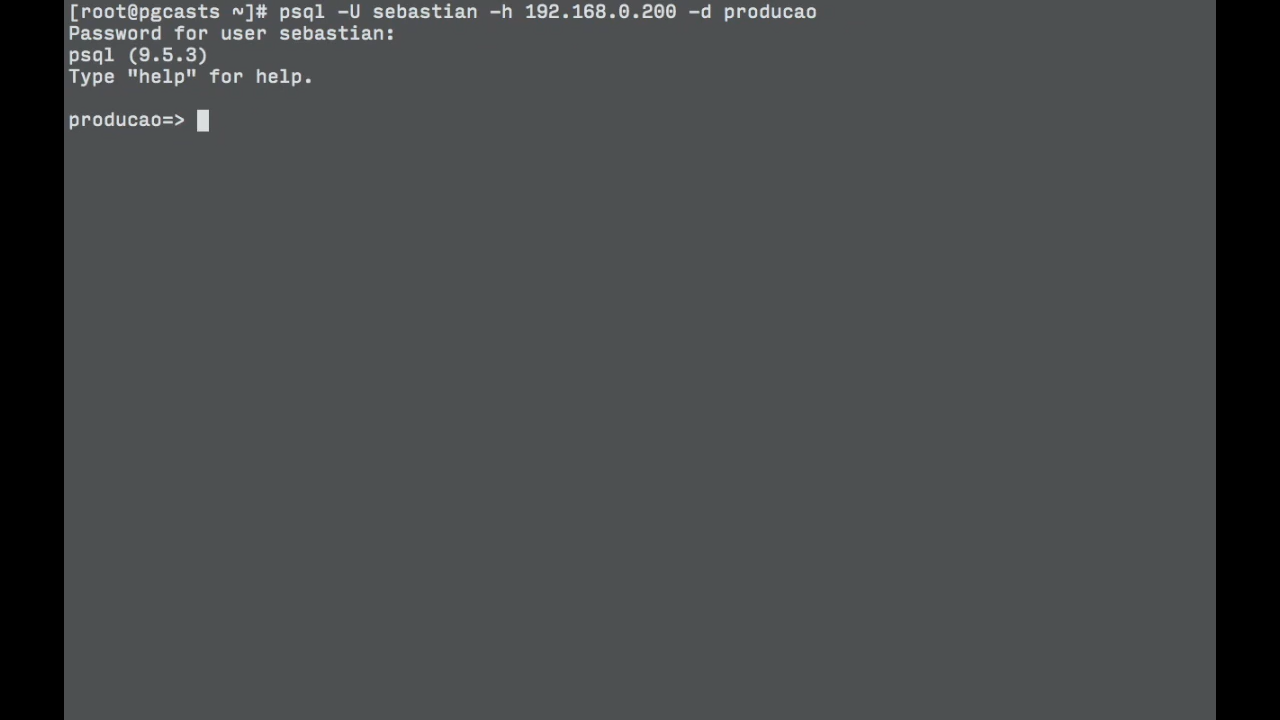 [root@pgcasts ~]# psql -U sebastian -h 192.168.0.200 -d producao
Password for user sebastian:
psql (9.5.3)
Type "help" for help.
producao=>